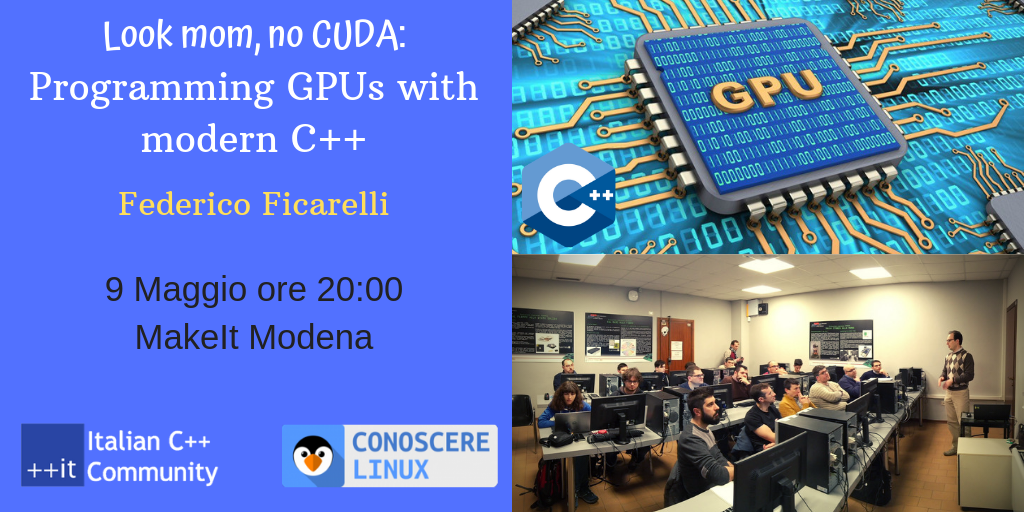 Look mom, no CUDA:
Programming GPUs with
modern C++
Federico Ficarelli
9 Maggio ore 20:00
MakeIt Modena
++it
Italian C++
Community
CONOSCERE
LINUX
GPU
C++